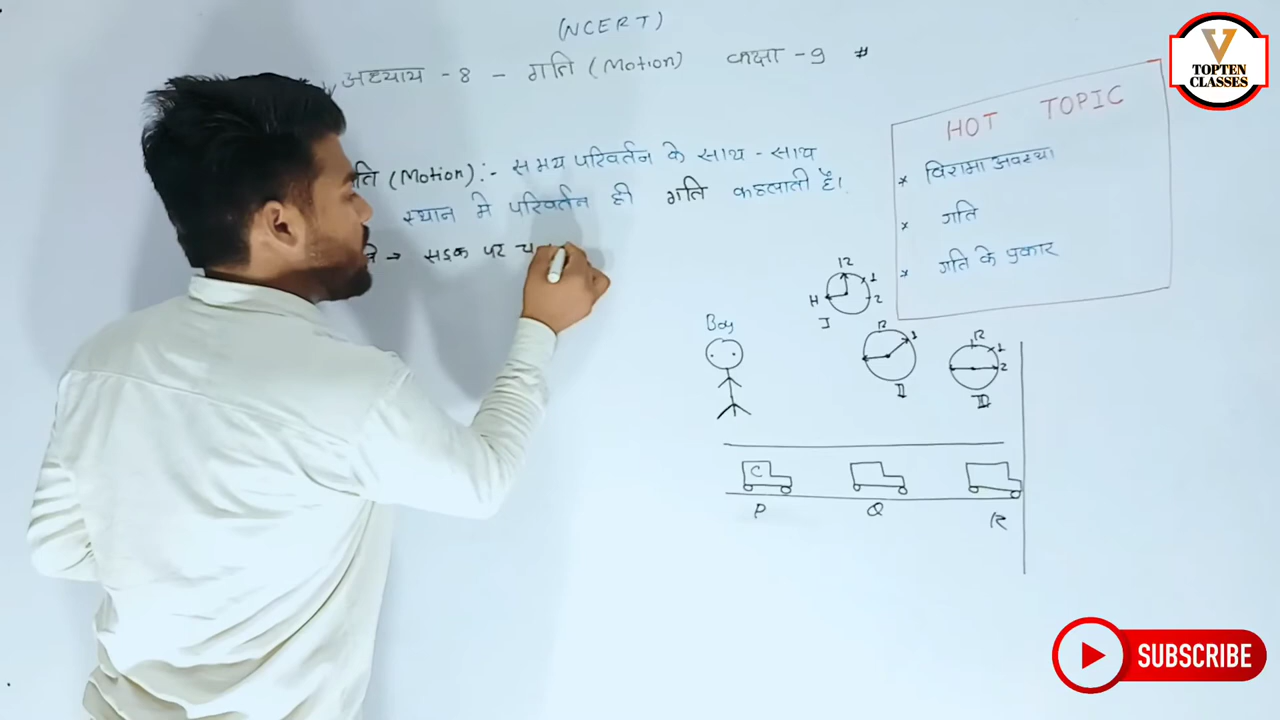 (NCERT)
अध्याय - 8 - गति (Motion) कक्षा - 9 #
V
TOPTEN
CLASSES
HOT TOPIC
* विरामा अवस्था
* गति
* गति के प्रकार
ति (Motion):- समय परिवर्तन के साथ - साथ
स्थान मे परिवर्तन ही गति कहलाती है।
→ सड़क पर च
12
1
2
H
I
12
1
II
12
1
2
III
Boy
C
P Q R
SUBSCRIBE